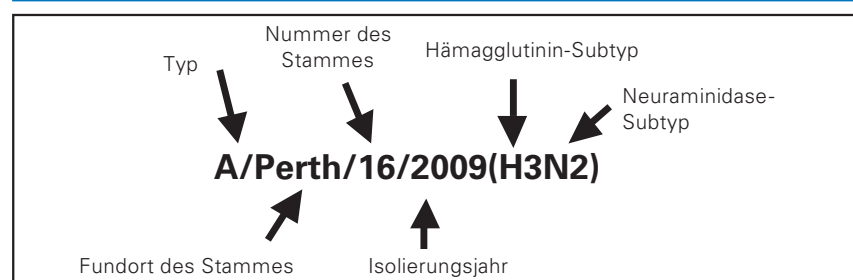 Typ
Nummer des
Stammes
Hämagglutinin-Subtyp
Neuraminidase-
Subtyp
A/Perth/16/2009(H3N2)
Fundort des Stammes
Isolierungsjahr